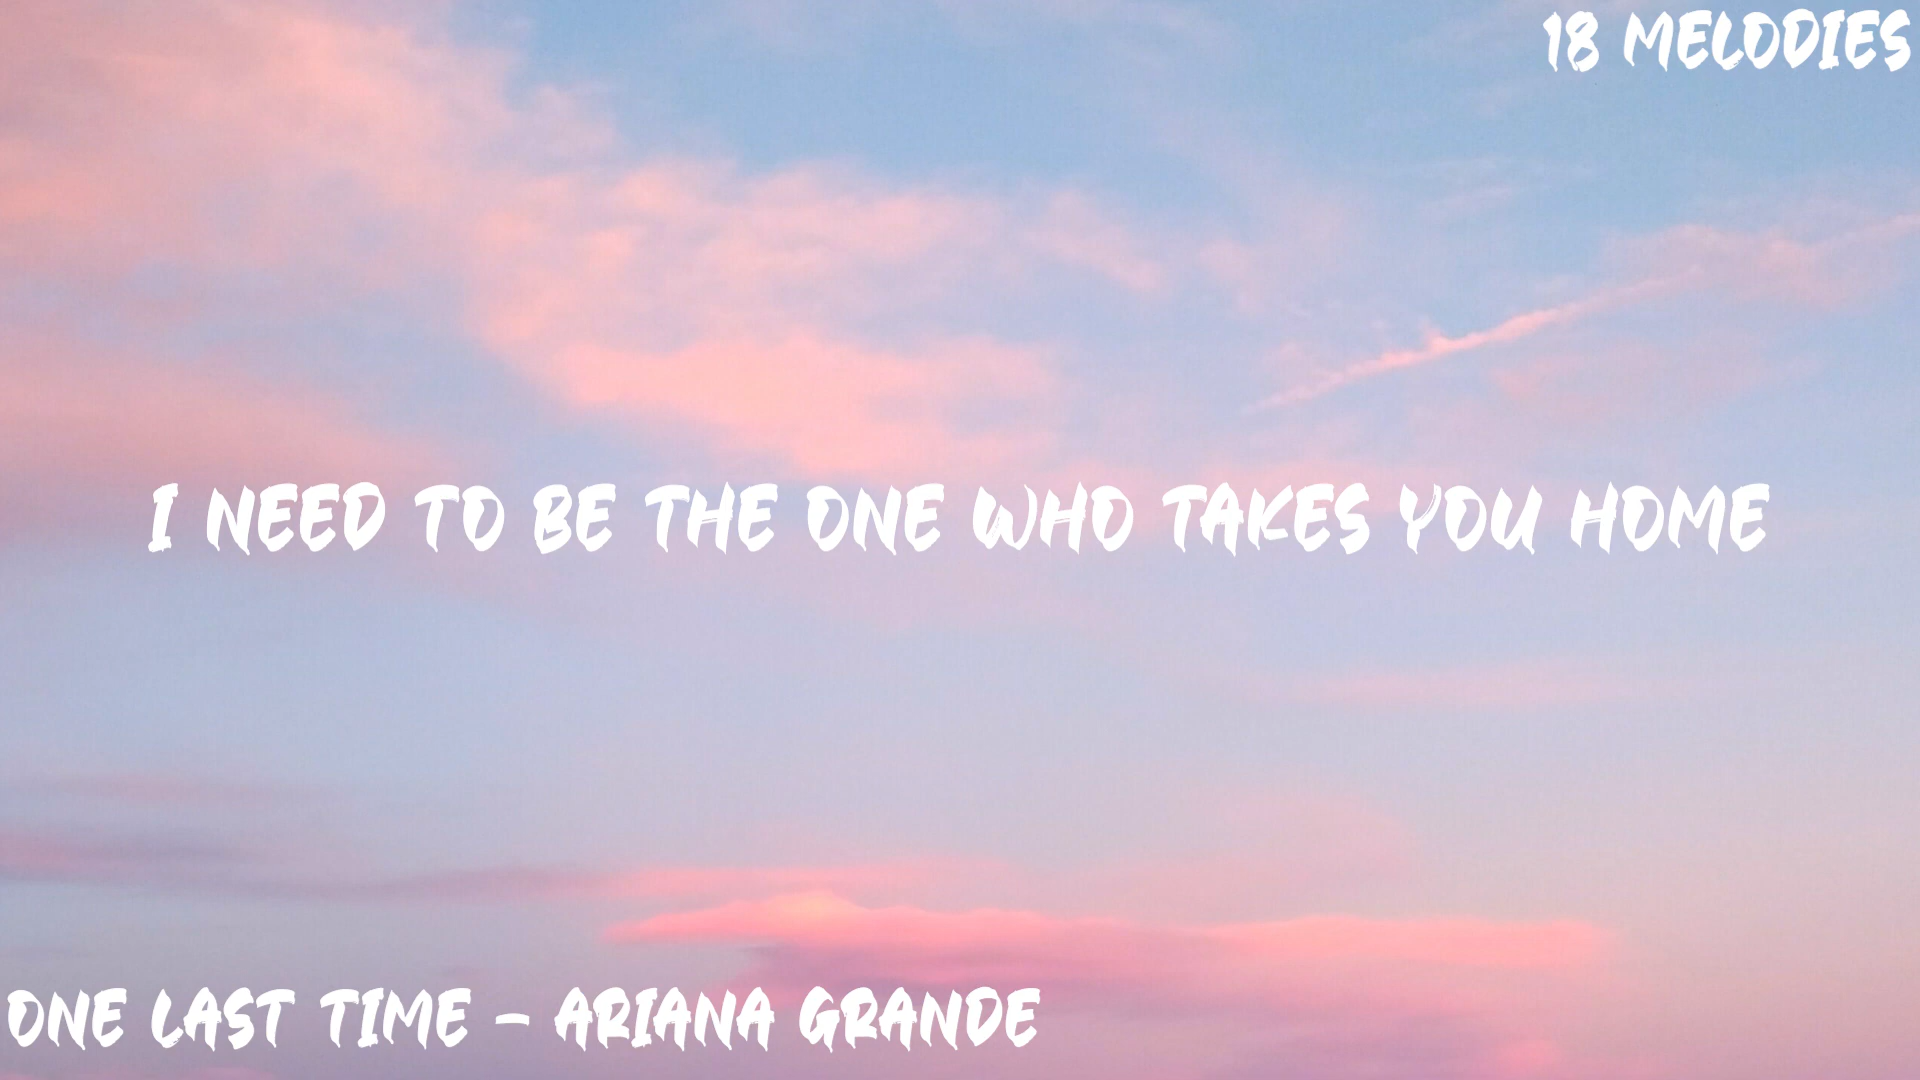 18 MELODIES
I NEED TO BE THE ONE WHO TAKES YOU HOME
ONE LAST TIME - ARIANA GRANDE